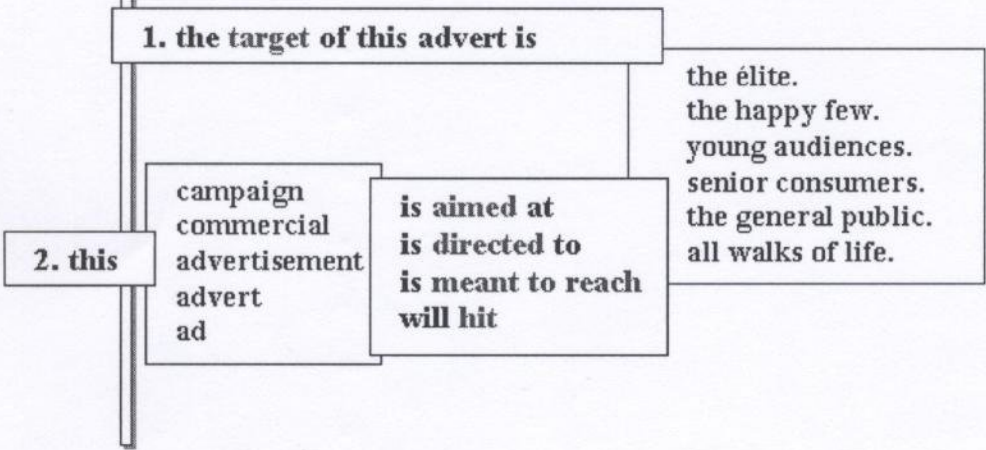 1. the target of this advert is
the élite.
the happy few.
young audiences.
senior consumers.
the general public.
all walks of life.
2. this
campaign
commercial
advertisement
advert
ad
is aimed at
is directed to
is meant to reach
will hit